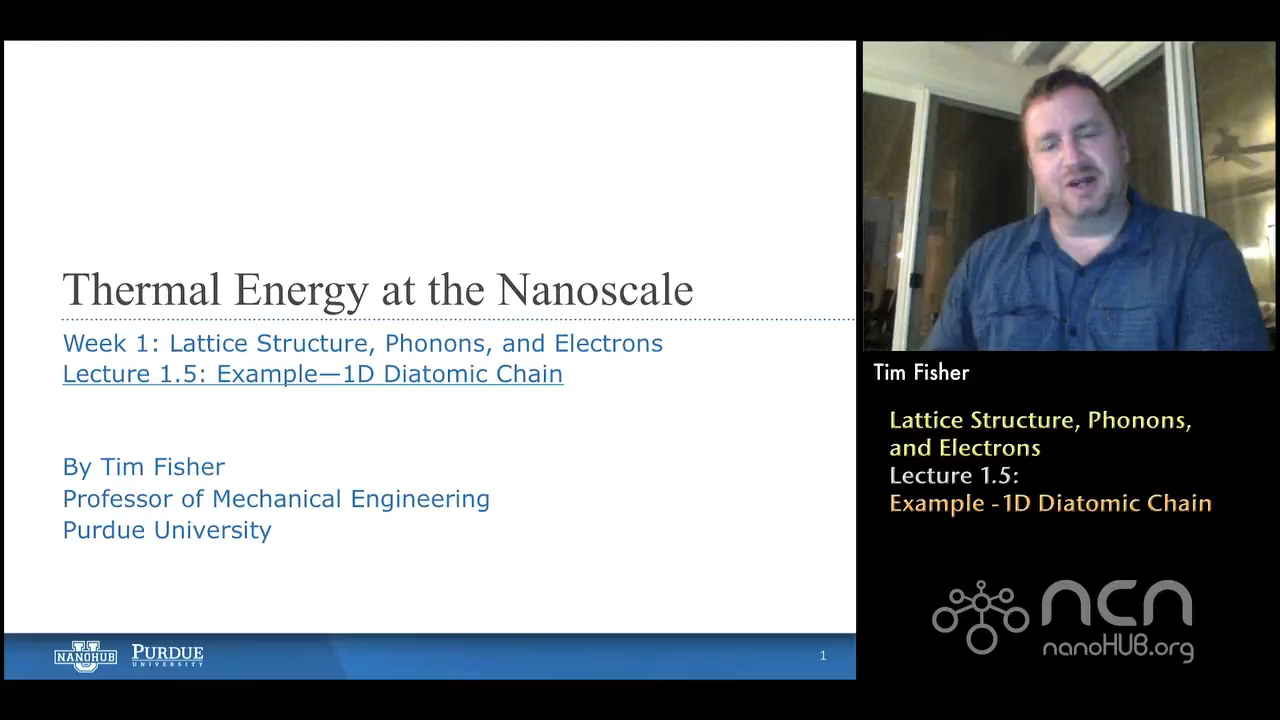 Thermal Energy at the Nanoscale
Week 1: Lattice Structure, Phonons, and Electrons
Lecture 1.5: Example—1D Diatomic Chain
By Tim Fisher
Professor of Mechanical Engineering
Purdue University
NANOHUB
U
PURDUE
UNIVERSITY
1
Tim Fisher
Lattice Structure, Phonons,
and Electrons
Lecture 1.5:
Example -1D Diatomic Chain
ncn
nanoHUB.org